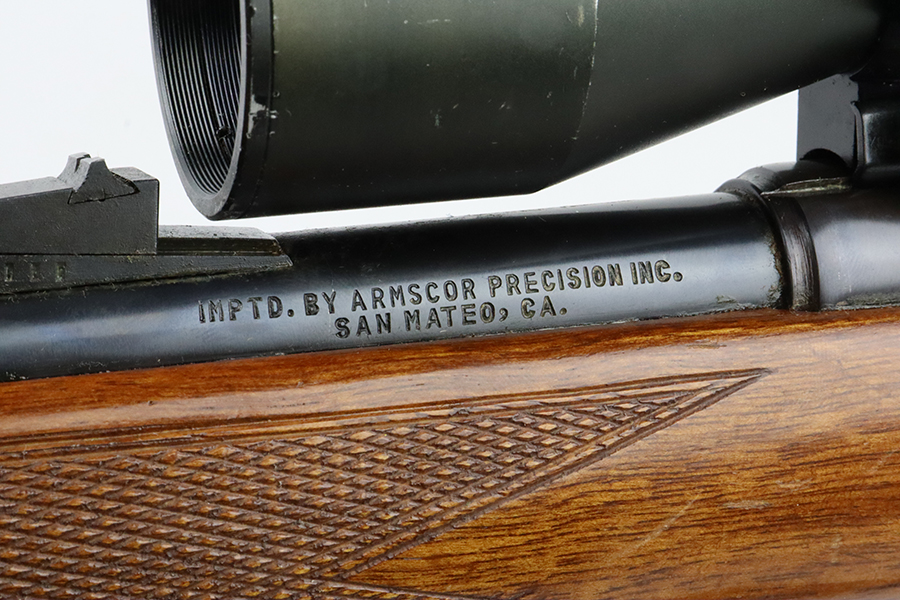 IMPTD. BY ARMSCOR PRECISION INC.
SAN MATEO, CA.